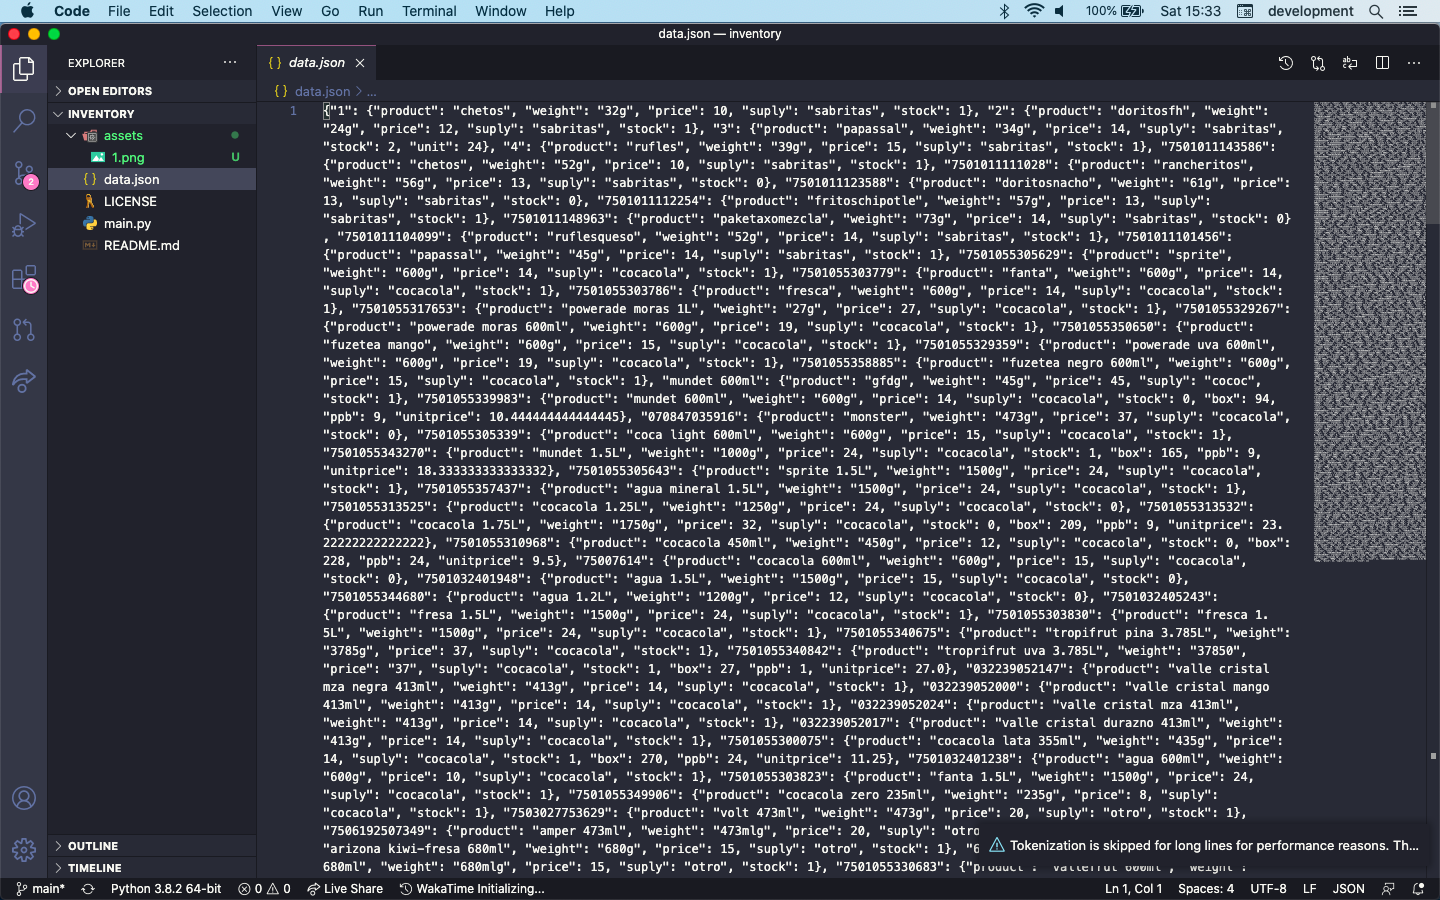 Code File Edit Selection View Go Run Terminal Window Help 100% Sat 15:33 development
data.json — inventory
EXPLORER
OPEN EDITORS
INVENTORY
assets
1.png U
data.json
LICENSE
main.py
README.md
OUTLINE
TIMELINE
2
{} data.json
{} data.json > ...
1
{"1": {"product": "chetos", "weight": "32g", "price": 10, "suply": "sabritas", "stock": 1}, "2": {"product": "doritosfh", "weight":
"24g", "price": 12, "suply": "sabritas", "stock": 1}, "3": {"product": "papassal", "weight": "34g", "price": 14, "suply": "sabritas",
"stock": 2, "unit": 24}, "4": {"product": "rufles", "weight": "39g", "price": 15, "suply": "sabritas", "stock": 1}, "7501011143586":
{"product": "chetos", "weight": "52g", "price": 10, "suply": "sabritas", "stock": 1}, "7501011111028": {"product": "rancheritos",
"weight": "56g", "price": 13, "suply": "sabritas", "stock": 0}, "7501011123588": {"product": "doritosnacho", "weight": "61g", "price":
13, "suply": "sabritas", "stock": 0}, "7501011112254": {"product": "fritoschipotle", "weight": "57g", "price": 13, "suply":
"sabritas", "stock": 1}, "7501011148963": {"product": "paketaxomezcla", "weight": "73g", "price": 14, "suply": "sabritas", "stock": 0}
, "7501011104099": {"product": "ruflesqueso", "weight": "52g", "price": 14, "suply": "sabritas", "stock": 1}, "7501011101456":
{"product": "papassal", "weight": "45g", "price": 14, "suply": "sabritas", "stock": 1}, "7501055305629": {"product": "sprite",
"weight": "600g", "price": 14, "suply": "cocacola", "stock": 1}, "7501055303779": {"product": "fanta", "weight": "600g", "price": 14,
"suply": "cocacola", "stock": 1}, "7501055303786": {"product": "fresca", "weight": "600g", "price": 14, "suply": "cocacola", "stock":
1}, "7501055317653": {"product": "powerade moras 1L", "weight": "27g", "price": 27, "suply": "cocacola", "stock": 1}, "7501055329267":
{"product": "powerade moras 600ml", "weight": "600g", "price": 19, "suply": "cocacola", "stock": 1}, "7501055350650": {"product":
"fuzetea mango", "weight": "600g", "price": 15, "suply": "cocacola", "stock": 1}, "7501055329359": {"product": "powerade uva 600ml",
"weight": "600g", "price": 19, "suply": "cocacola", "stock": 1}, "7501055358885": {"product": "fuzetea negro 600ml", "weight": "600g",
"price": 15, "suply": "cocacola", "stock": 1}, "mundet 600ml": {"product": "gfdg", "weight": "45g", "price": 45, "suply": "cococ",
"stock": 1}, "7501055339983": {"product": "mundet 600ml", "weight": "600g", "price": 14, "suply": "cocacola", "stock": 0, "box": 94,
"ppb": 9, "unitprice": 10.444444444444445}, "070847035916": {"product": "monster", "weight": "473g", "price": 37, "suply": "cocacola",
"stock": 0}, "7501055305339": {"product": "coca light 600ml", "weight": "600g", "price": 15, "suply": "cocacola", "stock": 1},
"7501055343270": {"product": "mundet 1.5L", "weight": "1000g", "price": 24, "suply": "cocacola", "stock": 1, "box": 165, "ppb": 9,
"unitprice": 18.333333333333332}, "7501055305643": {"product": "sprite 1.5L", "weight": "1500g", "price": 24, "suply": "cocacola",
"stock": 1}, "7501055357437": {"product": "agua mineral 1.5L", "weight": "1500g", "price": 24, "suply": "cocacola", "stock": 1},
"7501055313525": {"product": "cocacola 1.25L", "weight": "1250g", "price": 24, "suply": "cocacola", "stock": 0}, "7501055313532":
{"product": "cocacola 1.75L", "weight": "1750g", "price": 32, "suply": "cocacola", "stock": 0, "box": 209, "ppb": 9, "unitprice": 23.
22222222222222}, "7501055310968": {"product": "cocacola 450ml", "weight": "450g", "price": 12, "suply": "cocacola", "stock": 0, "box":
228, "ppb": 24, "unitprice": 9.5}, "75007614": {"product": "cocacola 600ml", "weight": "600g", "price": 15, "suply": "cocacola",
"stock": 0}, "7501032401948": {"product": "agua 1.5L", "weight": "1500g", "price": 15, "suply": "cocacola", "stock": 0},
"7501055344680": {"product": "agua 1.2L", "weight": "1200g", "price": 12, "suply": "cocacola", "stock": 0}, "7501032405243":
{"product": "fresa 1.5L", "weight": "1500g", "price": 24, "suply": "cocacola", "stock": 1}, "7501055303830": {"product": "fresca 1.
5L", "weight": "1500g", "price": 24, "suply": "cocacola", "stock": 1}, "7501055340675": {"product": "tropifrut pina 3.785L", "weight":
"3785g", "price": 37, "suply": "cocacola", "stock": 1}, "7501055340842": {"product": "troprifrut uva 3.785L", "weight": "37850",
"price": "37", "suply": "cocacola", "stock": 1, "box": 27, "ppb": 1, "unitprice": 27.0}, "032239052147": {"product": "valle cristal
mza negra 413ml", "weight": "413g", "price": 14, "suply": "cocacola", "stock": 1}, "032239052000": {"product": "valle cristal mango
413ml", "weight": "413g", "price": 14, "suply": "cocacola", "stock": 1}, "032239052024": {"product": "valle cristal mza 413ml",
"weight": "413g", "price": 14, "suply": "cocacola", "stock": 1}, "032239052017": {"product": "valle cristal durazno 413ml", "weight":
"413g", "price": 14, "suply": "cocacola", "stock": 1}, "7501055300075": {"product": "cocacola lata 355ml", "weight": "435g", "price":
14, "suply": "cocacola", "stock": 1, "box": 270, "ppb": 24, "unitprice": 11.25}, "7501032401238": {"product": "agua 600ml", "weight":
"600g", "price": 10, "suply": "cocacola", "stock": 1}, "7501055303823": {"product": "fanta 1.5L", "weight": "1500g", "price": 24,
"suply": "cocacola", "stock": 1}, "7501055349906": {"product": "cocacola zero 235ml", "weight": "235g", "price": 8, "suply":
"cocacola", "stock": 1}, "7503027753629": {"product": "volt 473ml", "weight": "473g", "price": 20, "suply": "otro", "stock": 1},
"7506192507349": {"product": "amper 473ml", "weight": "473mlg", "price": 20, "suply": "otro
"arizona kiwi-fresa 680ml", "weight": "680g", "price": 15, "suply": "otro", "stock": 1}, "6
680ml", "weight": "680mlg", "price": 15, "suply": "otro", "stock": 1}, "7501055330683": {"product": "vallefrut 600ml", "weight":
Tokenization is skipped for long lines for performance reasons. Th...
main* Python 3.8.2 64-bit 0 0 Live Share WakaTime Initializing... Ln 1, Col 1 Spaces: 4 UTF-8 LF JSON